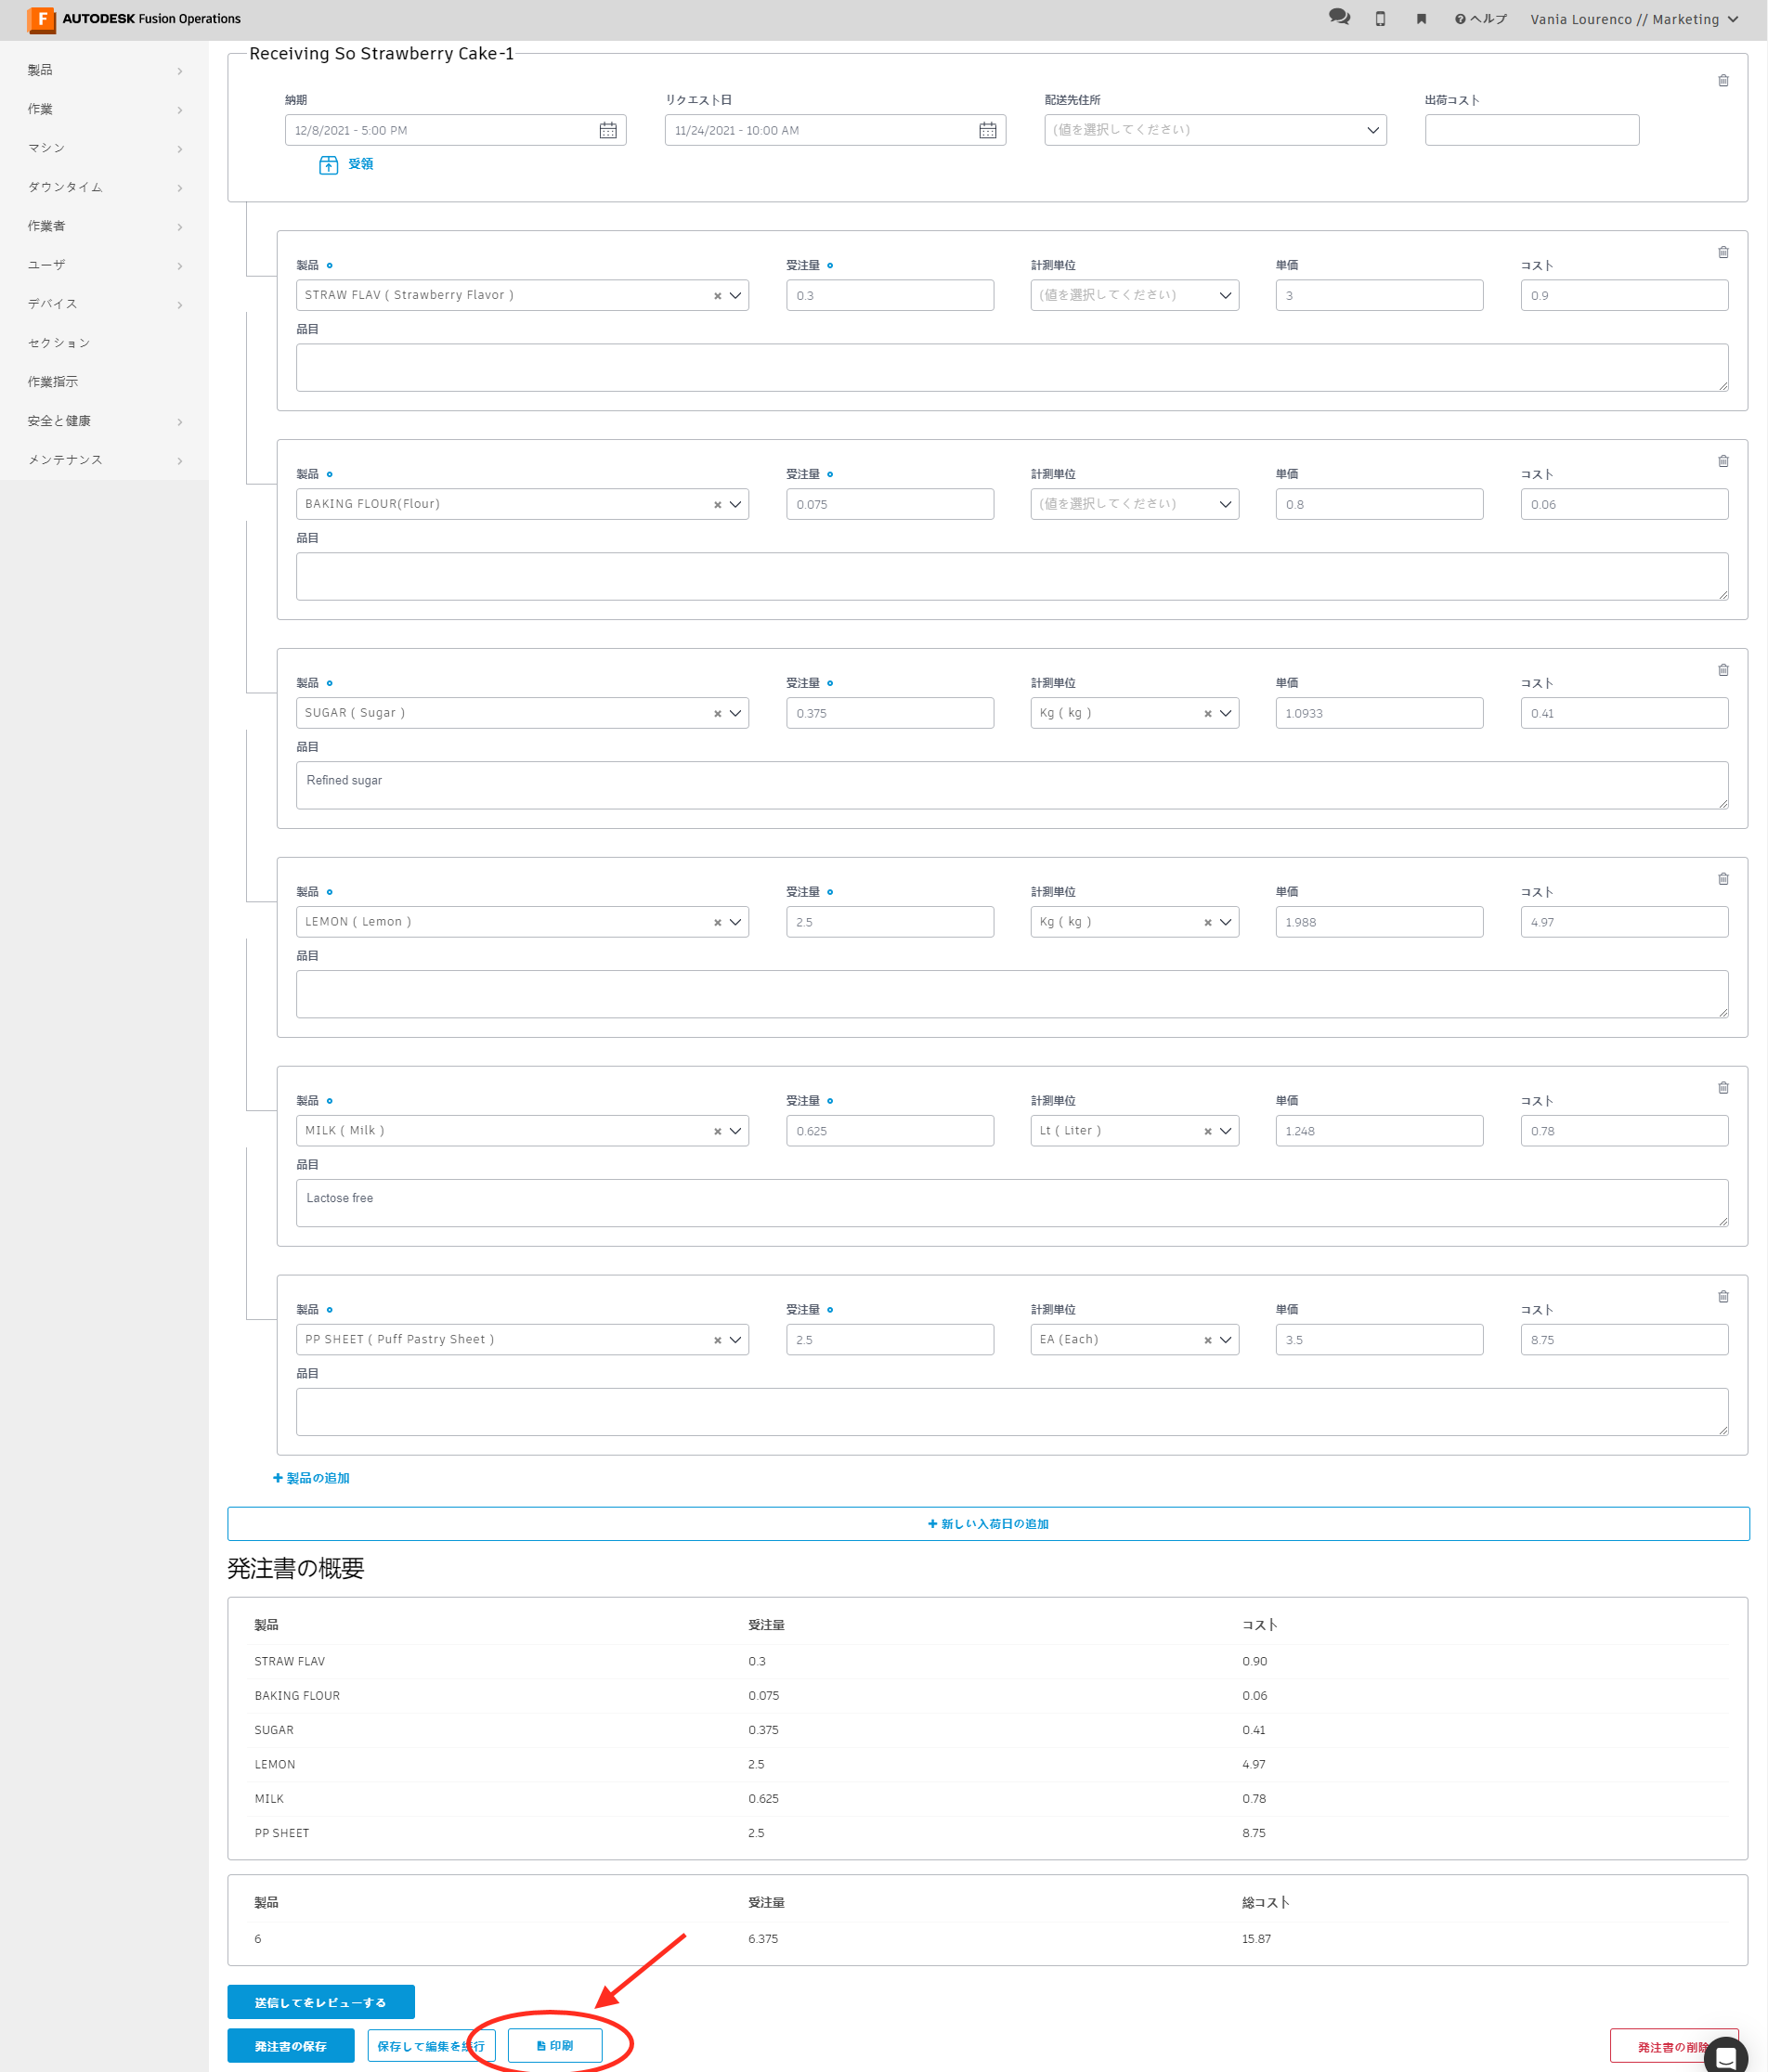 AUTODESK Fusion Operations
ヘルプ Vania Lourenco // Marketing
製品
作業
マシン
ダウンタイム
作業者
ユーザ
デバイス
セクション
作業指示
安全と健康
メンテナンス
Receiving So Strawberry Cake-1
納期 リクエスト日 配送先住所 出荷コスト
12/8/2021 - 5:00 PM 11/24/2021 - 10:00 AM (値を選択してください)
受領
製品 受注量 計測単位 単価 コスト
STRAW FLAV ( Strawberry Flavor ) 0.3 (値を選択してください) 3 0.9
品目
製品 受注量 計測単位 単価 コスト
BAKING FLOUR(Flour) 0.075 (値を選択してください) 0.8 0.06
品目
製品 受注量 計測単位 単価 コスト
SUGAR ( Sugar ) 0.375 Kg ( kg ) 1.0933 0.41
品目
Refined sugar
製品 受注量 計測単位 単価 コスト
LEMON ( Lemon ) 2.5 Kg ( kg ) 1.988 4.97
品目
製品 受注量 計測単位 単価 コスト
MILK ( Milk ) 0.625 Lt ( Liter ) 1.248 0.78
品目
Lactose free
製品 受注量 計測単位 単価 コスト
PP SHEET ( Puff Pastry Sheet ) 2.5 EA (Each) 3.5 8.75
品目
+ 製品の追加
+ 新しい入荷日の追加
発注書の概要
製品 受注量 コスト
STRAW FLAV 0.3 0.90
BAKING FLOUR 0.075 0.06
SUGAR 0.375 0.41
LEMON 2.5 4.97
MILK 0.625 0.78
PP SHEET 2.5 8.75
製品 受注量 総コスト
6 6.375 15.87
送信してをレビューする
発注書の保存 保存して編集を続行 印刷 発注書の削除